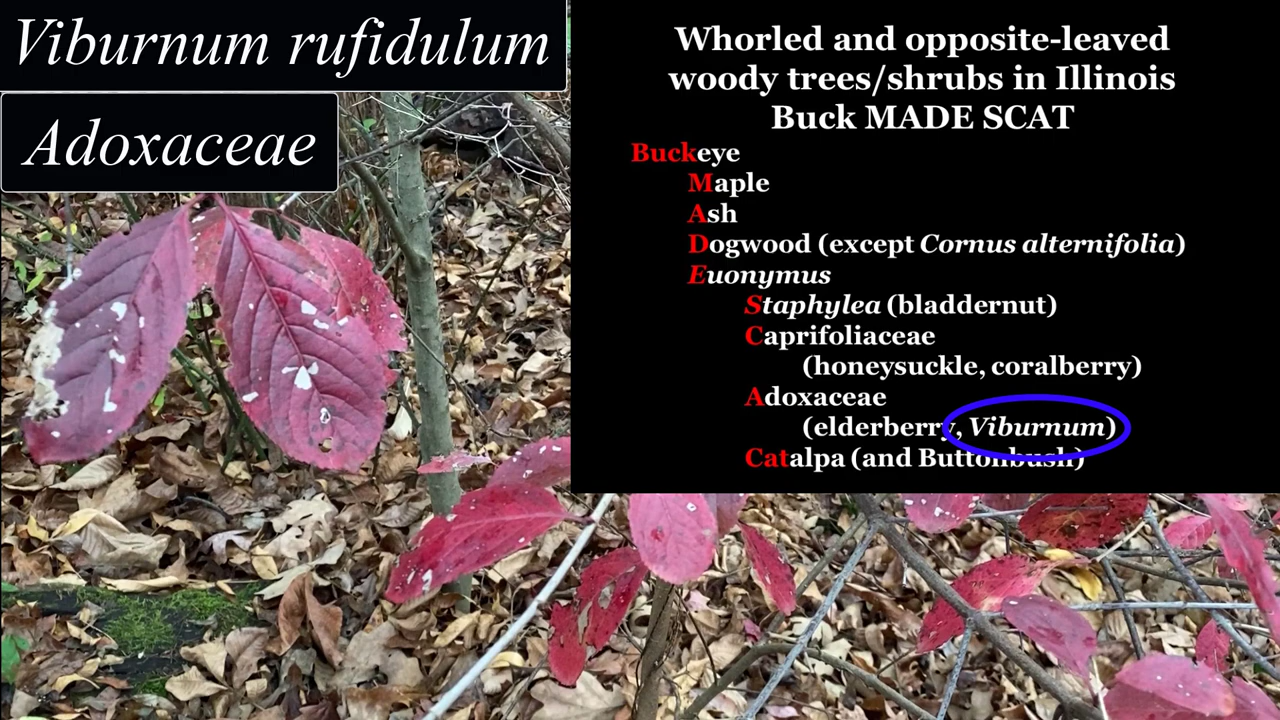 Viburnum rufidulum
Adoxaceae
Whorled and opposite-leaved
woody trees/shrubs in Illinois
Buck MADE SCAT
Buckeye
Maple
Ash
Dogwood (except Cornus alternifolia)
Euonymus
Staphylea (bladdernut)
Caprifoliaceae
(honeysuckle, coralberry)
Adoxaceae
(elderberry, Viburnum)
Catalpa (and Buttonbush)